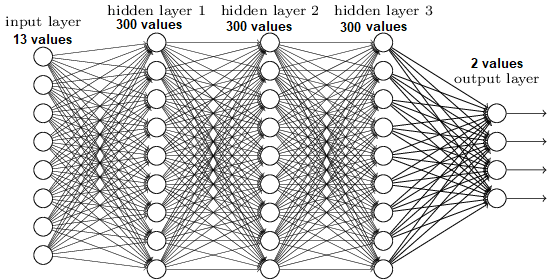 input layer
13 values
hidden layer 1
300 values
hidden layer 2
300 values
hidden layer 3
300 values
2 values
output layer